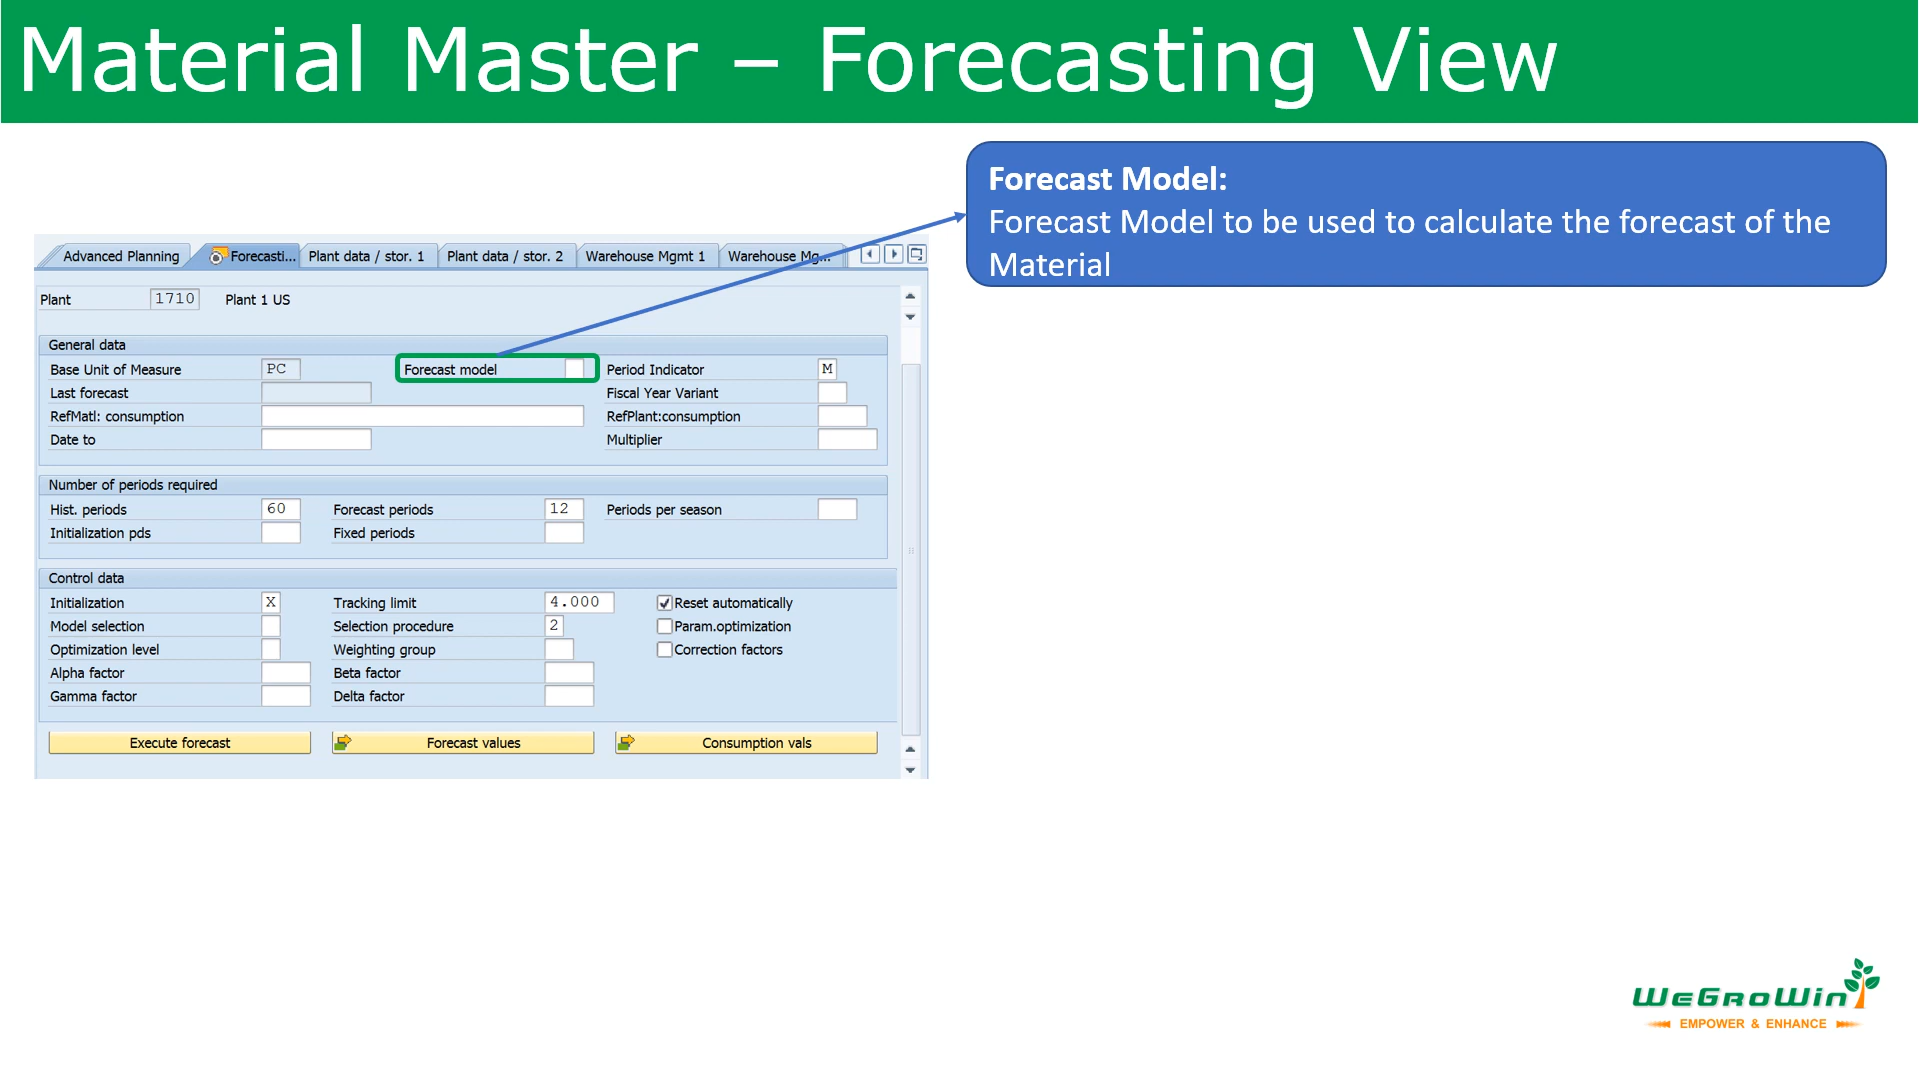 Material Master – Forecasting View
Forecast Model:
Forecast Model to be used to calculate the forecast of the
Material
Advanced Planning Forecasti... Plant data / stor. 1 Plant data / stor. 2 Warehouse Mgmt 1 Warehouse Mg...
Plant 1710 Plant 1 US
General data
Base Unit of Measure PC Forecast model Period Indicator M
Last forecast Fiscal Year Variant
RefMatl: consumption RefPlant:consumption
Date to Multiplier
Number of periods required
Hist. periods 60 Forecast periods 12 Periods per season
Initialization pds Fixed periods
Control data
Initialization X Tracking limit 4.000 Reset automatically
Model selection Selection procedure 2 Param.optimization
Optimization level Weighting group Correction factors
Alpha factor Beta factor
Gamma factor Delta factor
Execute forecast Forecast values Consumption vals
WeGroWin
EMPOWER & ENHANCE